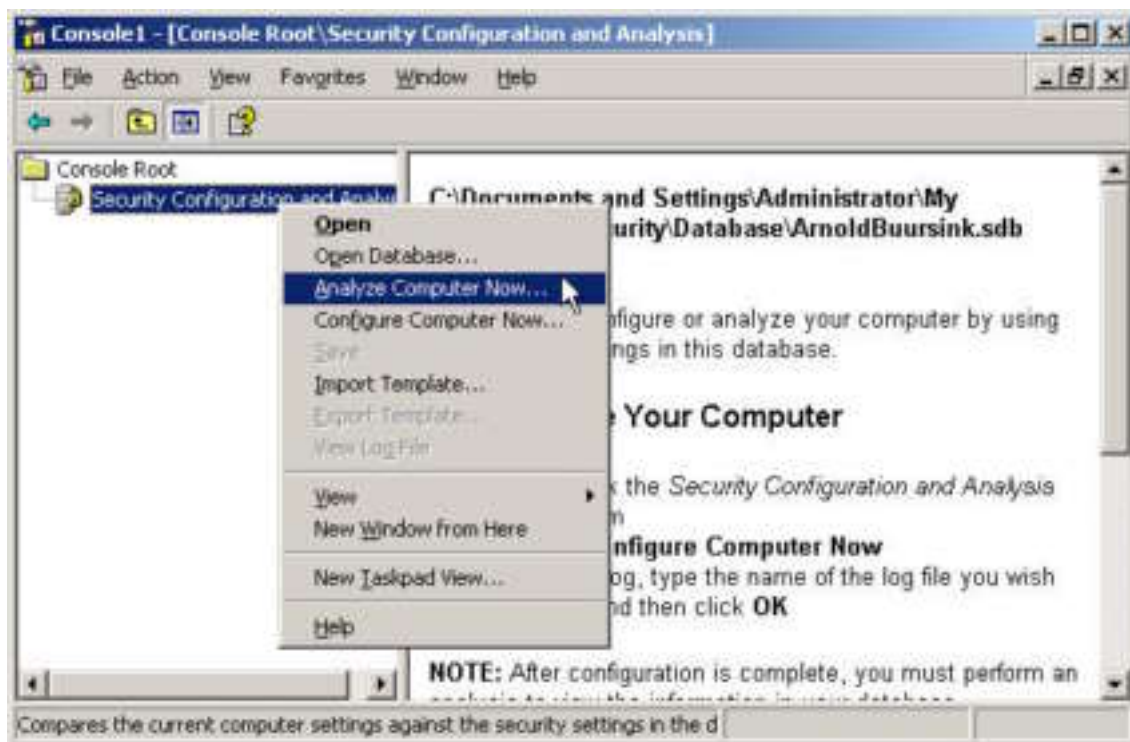 Console1 - [Console Root\Security Configuration and Analysis]
File Action View Favorites Window Help
Console Root
Security Configuration and Analy
Open
Open Database...
Analyze Computer Now...
Configure Computer Now...
Save
Import Template...
Export Template...
View Log File
View
New Window from Here
New Taskpad View...
Help
C:\Documents and Settings\Administrator\My
urity\Database\ArnoldBuursink.sdb
nfigure or analyze your computer by using
ngs in this database.
e Your Computer
k the Security Configuration and Analysis
m
nfigure Computer Now
og, type the name of the log file you wish
nd then click OK
NOTE: After configuration is complete, you must perform an
Compares the current computer settings against the security settings in the d